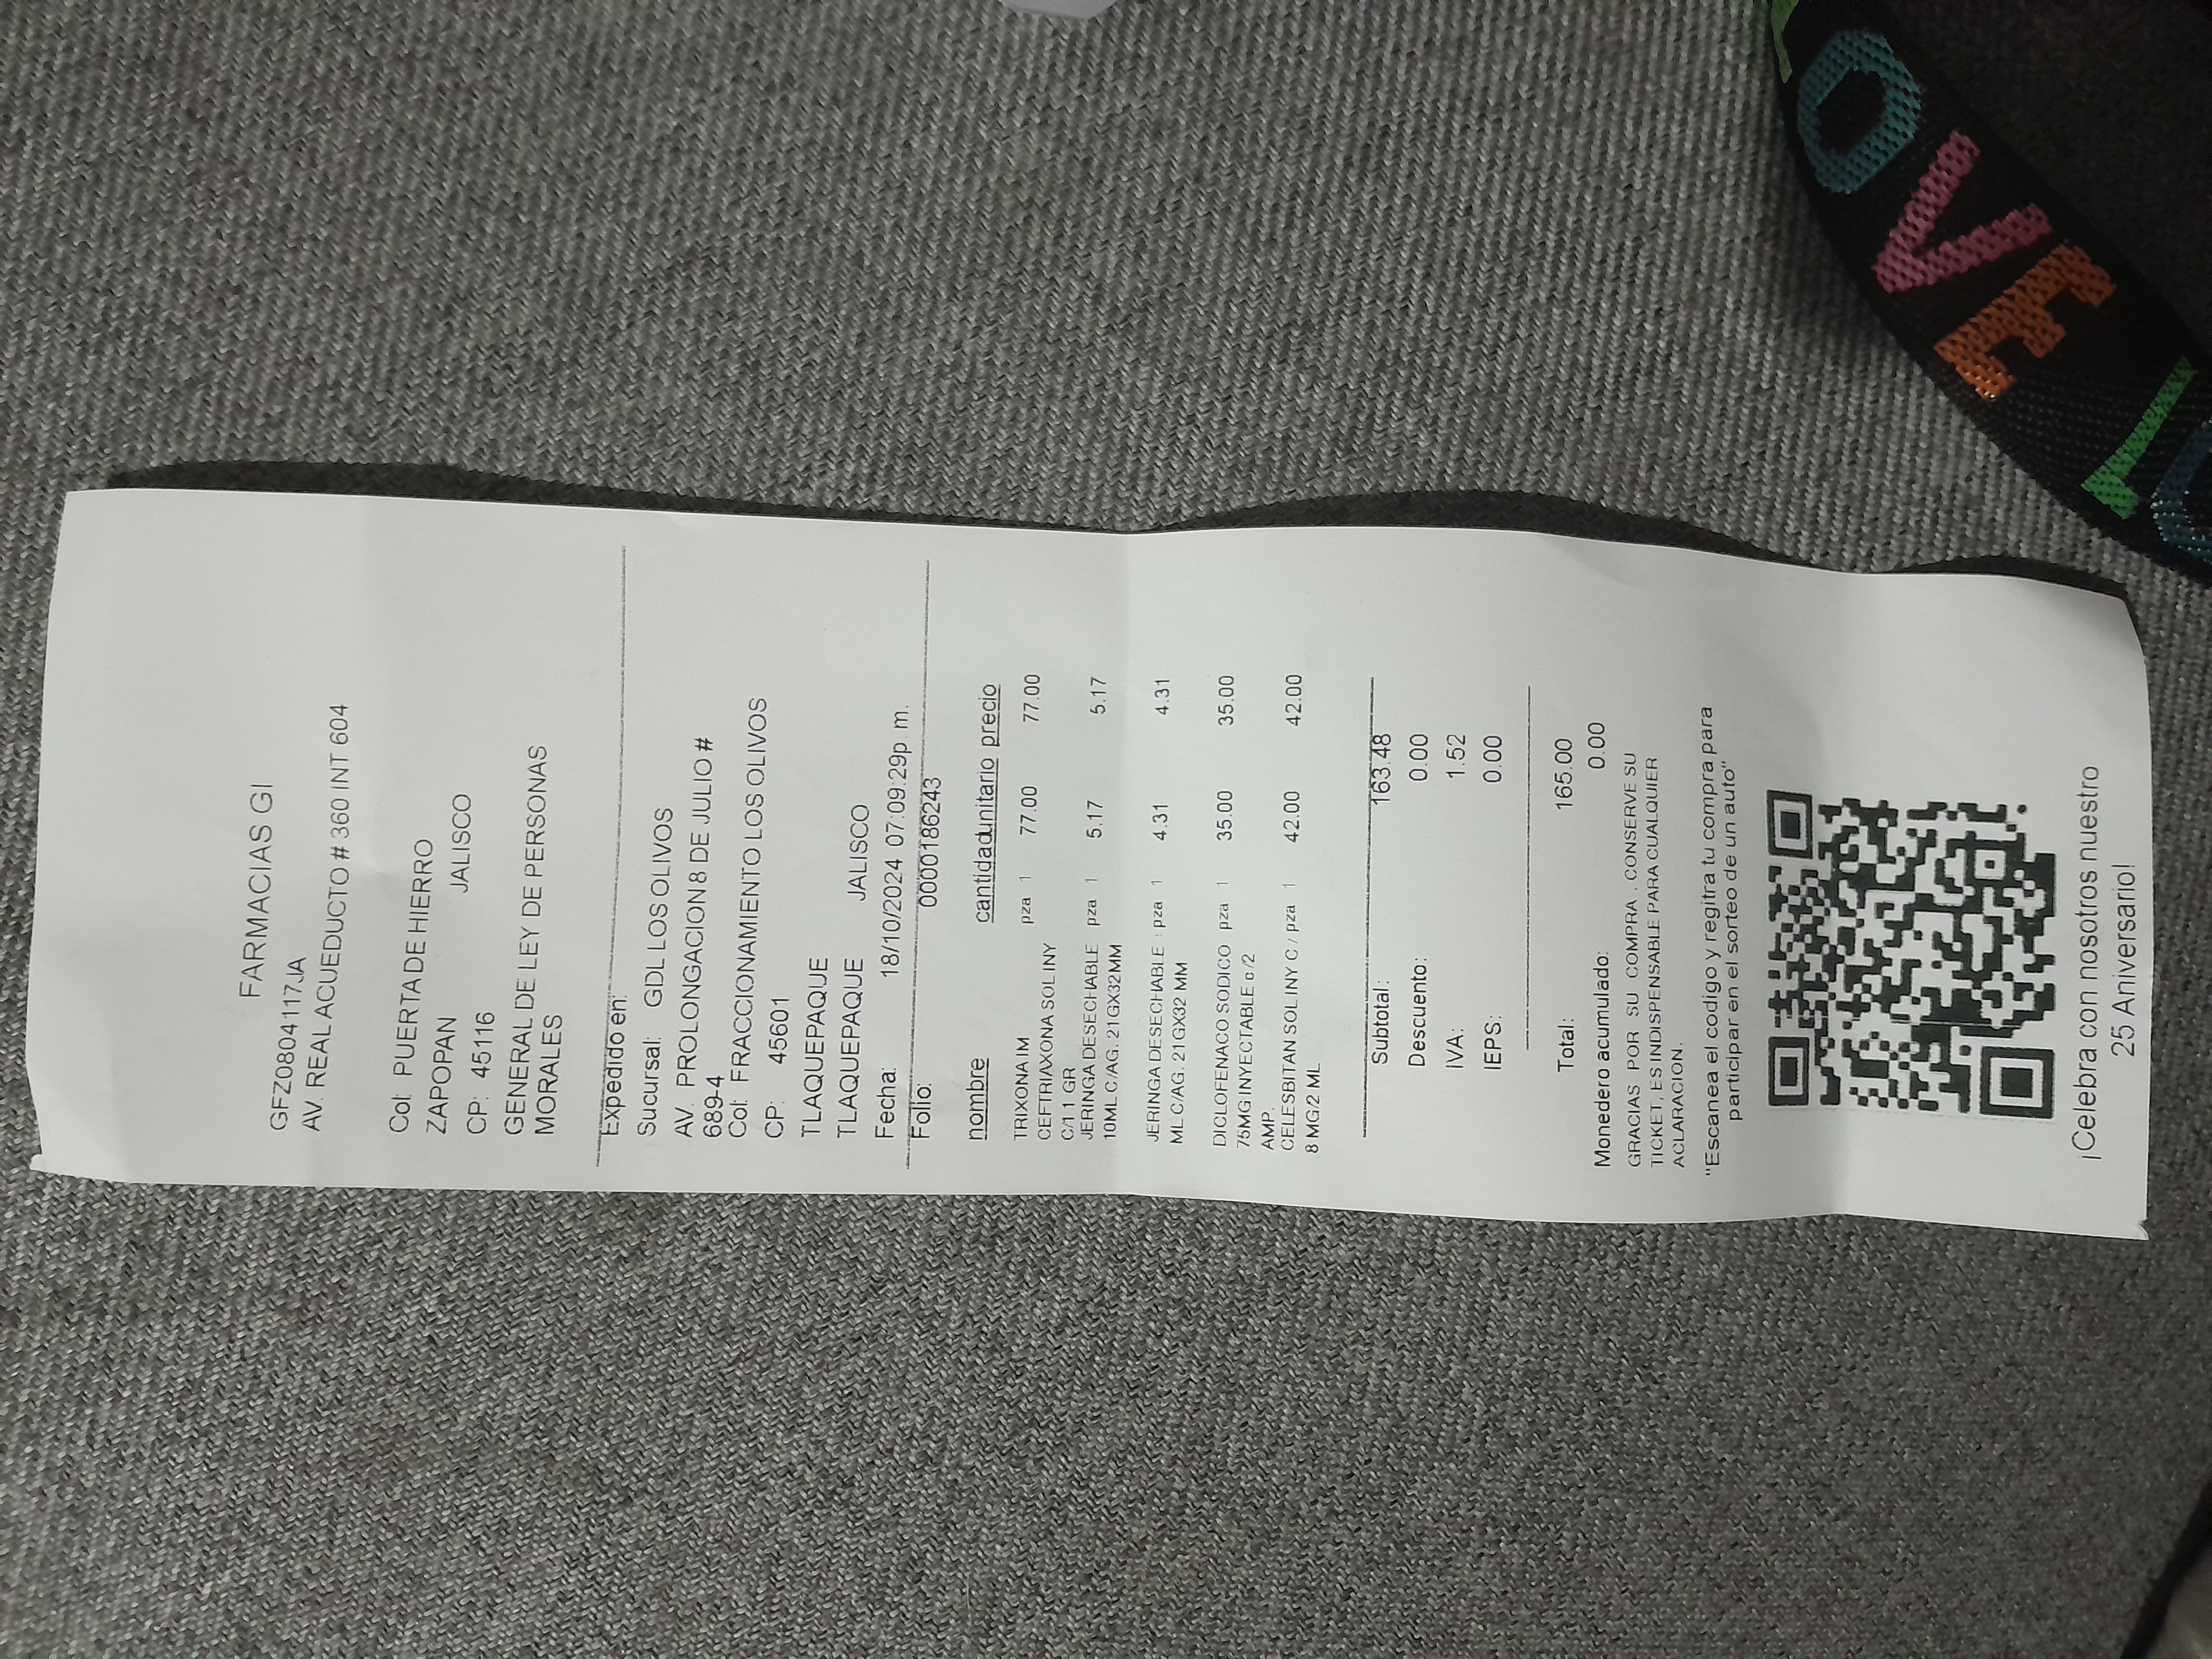 FARMACIAS GI
GFZ0804117JA
AV. REAL ACUEDUCTO # 360 INT 604
Col: PUERTA DE HIERRO
ZAPOPAN
CP: 45116 JALISCO
GENERAL DE LEY DE PERSONAS
MORALES
Expedido en:
Sucursal: GDL LOS OLIVOS
AV. PROLONGACION 8 DE JULIO #
689-4
Col: FRACCIONAMIENTO LOS OLIVOS
CP: 45601
TLAQUEPAQUE
TLAQUEPAQUE JALISCO
Fecha: 18/10/2024 07:09:29p. m.
Folio: 0000186243
nombre cantidad unitario precio
TRIXONA IM pza 1 77.00 77.00
CEFTRIAXONA SOL INY
C/1 1 GR
JERINGA DESECHABLE pza 1 5.17 5.17
10ML C/AG. 21GX32MM
JERINGA DESECHABLE : pza 1 4.31 4.31
ML C/AG. 21GX32 MM
DICLOFENACO SODICO pza 1 35.00 35.00
75MG INYECTABLE c/2
AMP.
CELESBITAN SOL INY C / pza 1 42.00 42.00
8 MG/2 ML
Subtotal: 163.48
Descuento: 0.00
IVA: 1.52
IEPS: 0.00
Total: 165.00
Monedero acumulado: 0.00
GRACIAS POR SU COMPRA , CONSERVE SU
TICKET, ES INDISPENSABLE PARA CUALQUIER
ACLARACION.
"Escanea el codigo y regitra tu compra para
participar en el sorteo de un auto"
¡Celebra con nosotros nuestro
25 Aniversario!
OVE LO